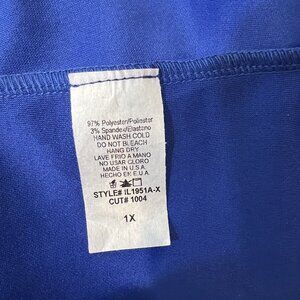 97% Polyester/Poliester
3% Spandex/Elastano
HAND WASH COLD
DO NOT BLEACH
HANG DRY
LAVE FRIO A MANO
NO USAR CLORO
MADE IN U.S.A.
HECHO EN E.U.A.
STYLE# IL1951A-X
CUT# 1004
1X